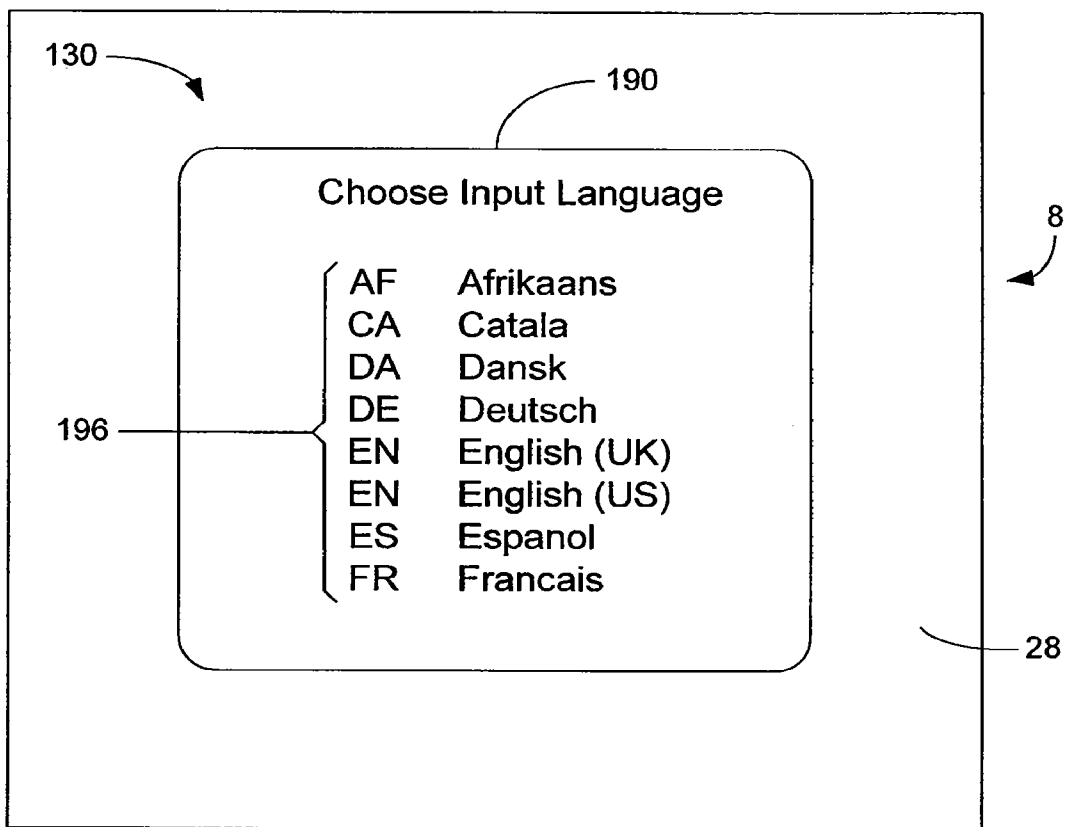 130
190
Choose Input Language
8
AF Afrikaans
CA Catala
DA Dansk
DE Deutsch
196
EN English (UK)
EN English (US)
ES Espanol
FR Francais
28